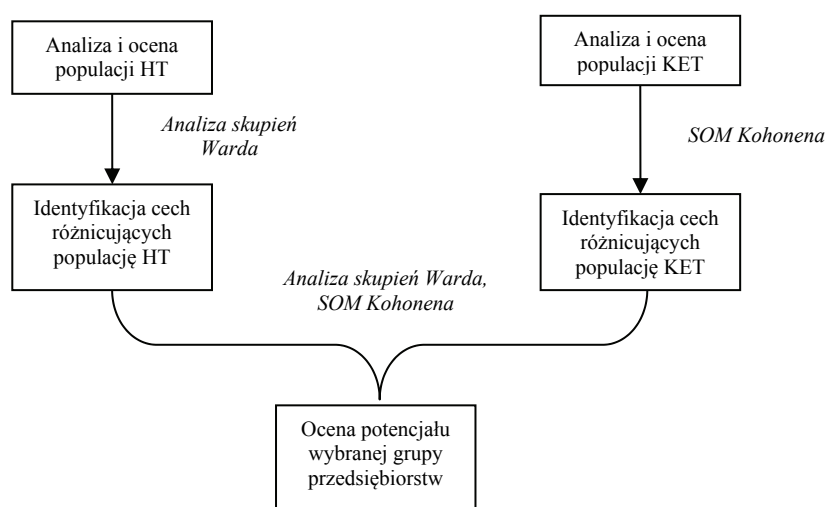 Analiza i ocena
populacji HT
Analiza i ocena
populacji KET
Analiza skupień
Warda
SOM Kohonena
Identyfikacja cech
różnicujących
populację HT
Identyfikacja cech
różnicujących
populację KET
Analiza skupień Warda,
SOM Kohonena
Ocena potencjału
wybranej grupy
przedsiębiorstw